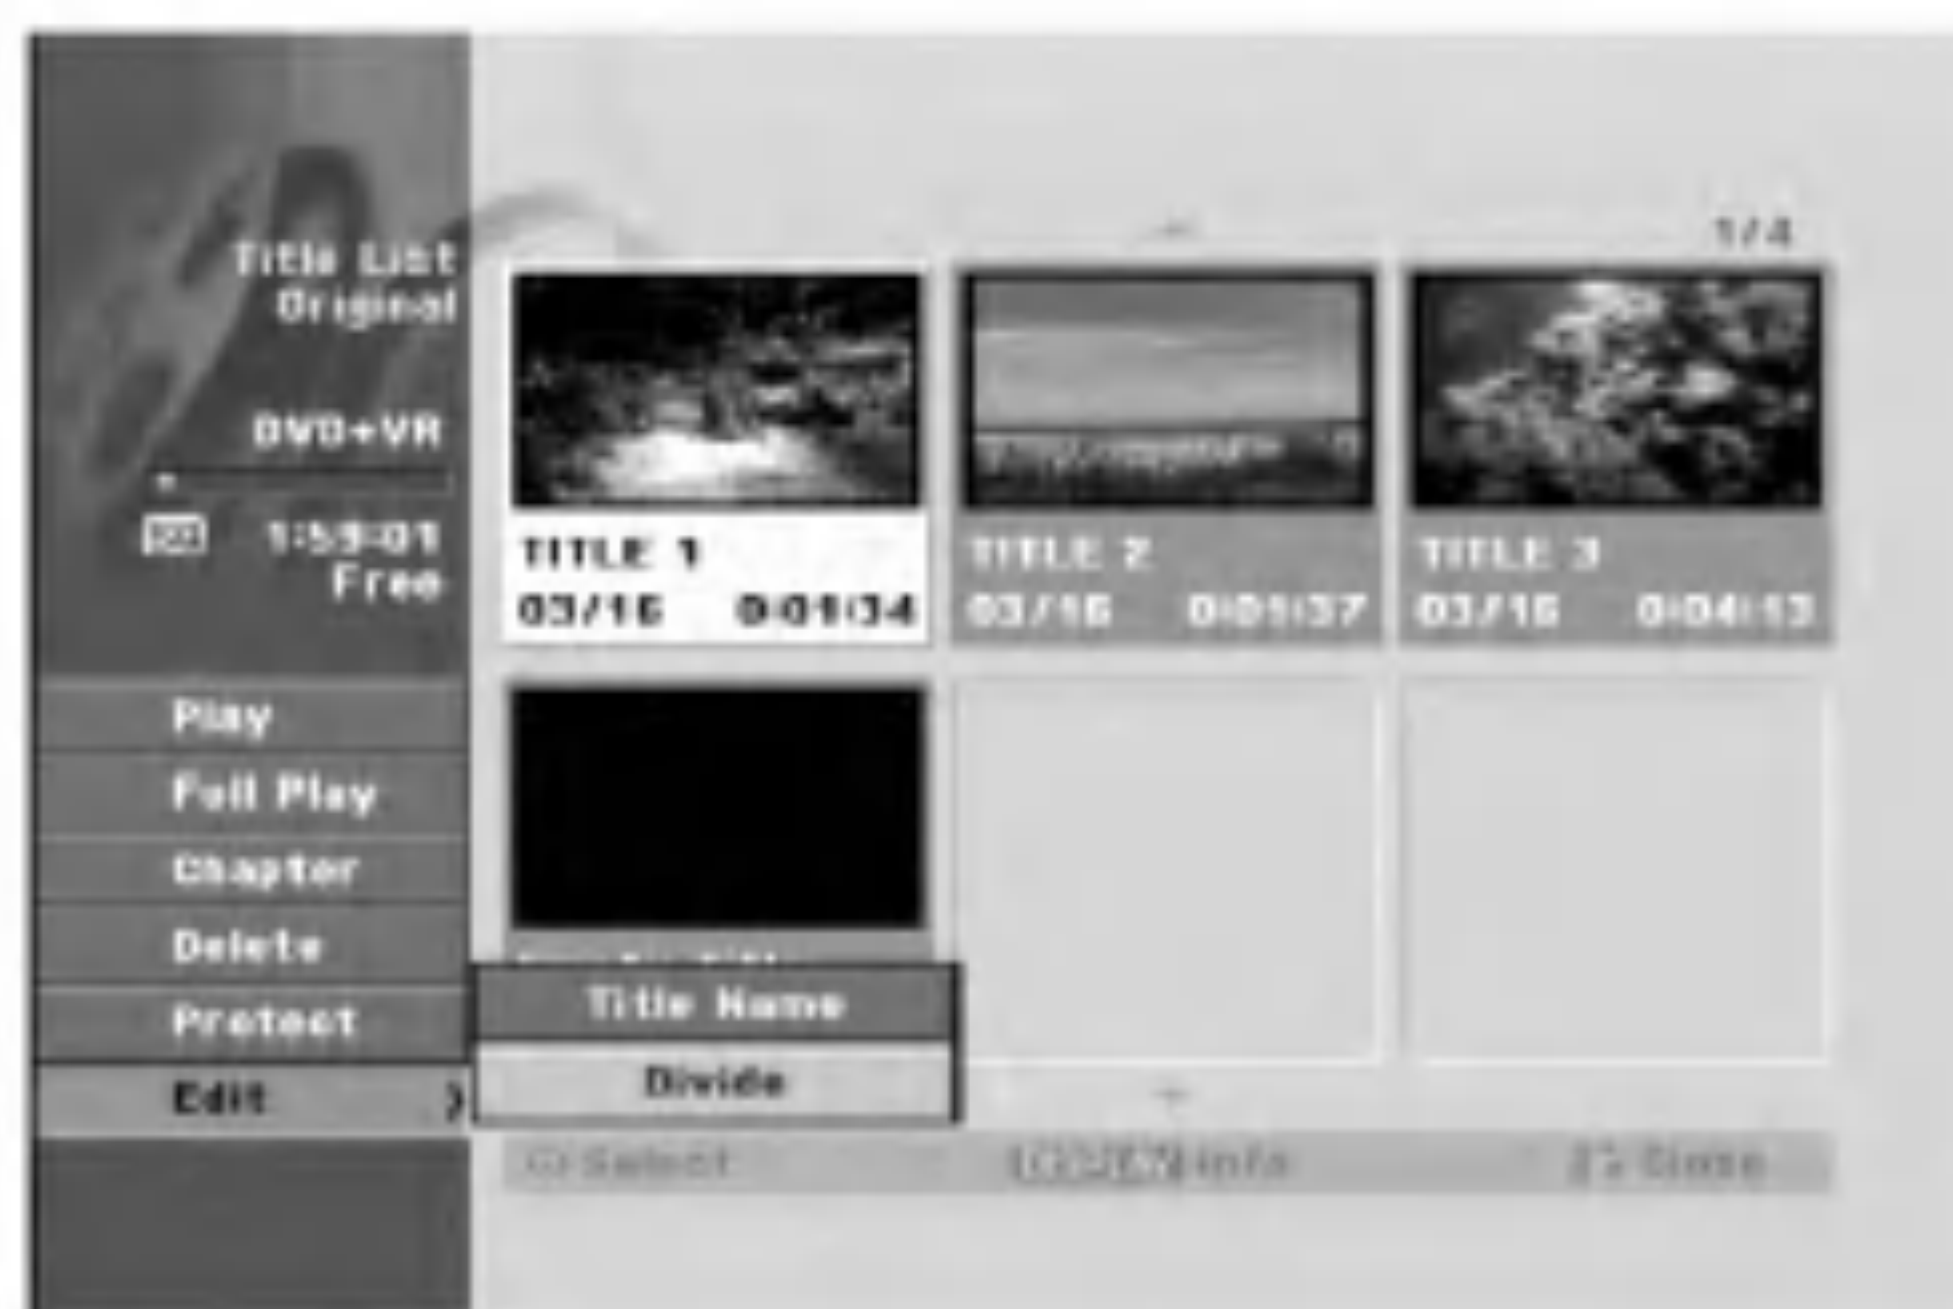 Title List
Original
DVD+VR
1:59:01
Free
Play
Full Play
Chapter
Delete
Protect
Edit
1/4
TITLE 1
03/16 0:01:34
TITLE 2
03/16 0:01:37
TITLE 3
03/16 0:04:13
Title Name
Divide
Select
Info
Close